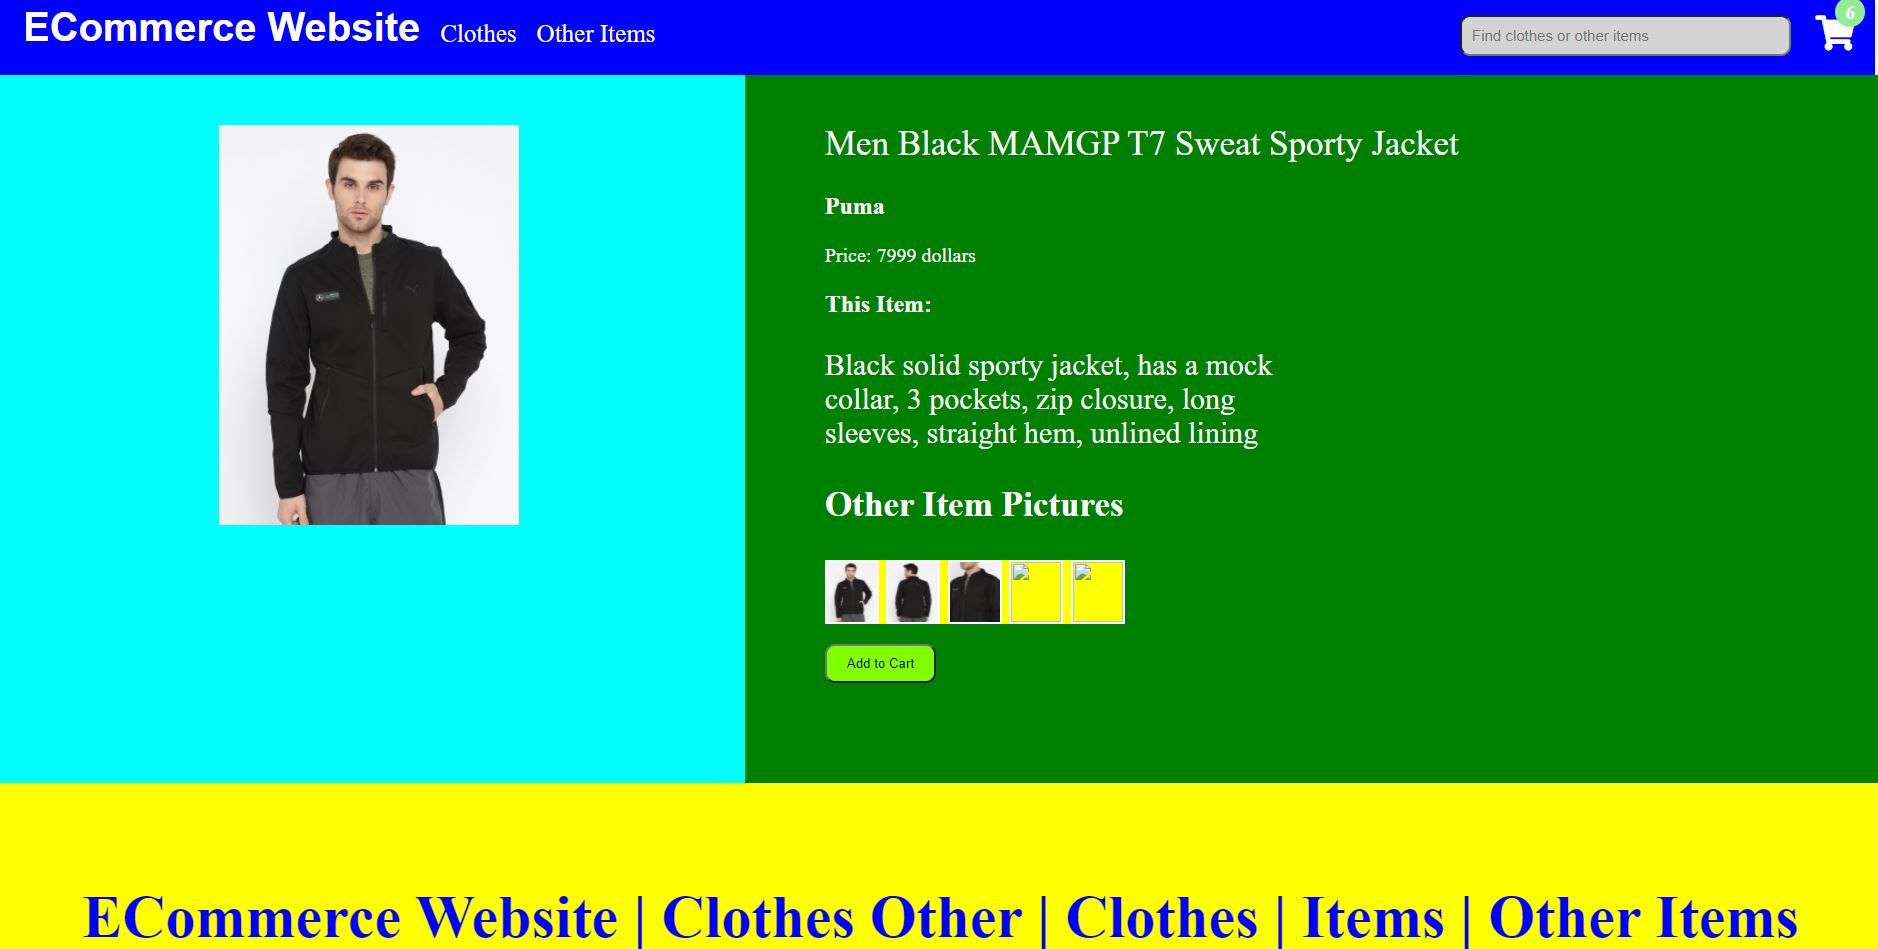 ECommerce Website Clothes Other Items
Find clothes or other items
6
Men Black MAMGP T7 Sweat Sporty Jacket
Puma
Price: 7999 dollars
This Item:
Black solid sporty jacket, has a mock
collar, 3 pockets, zip closure, long
sleeves, straight hem, unlined lining
Other Item Pictures
Add to Cart
ECommerce Website | Clothes Other | Clothes | Items | Other Items